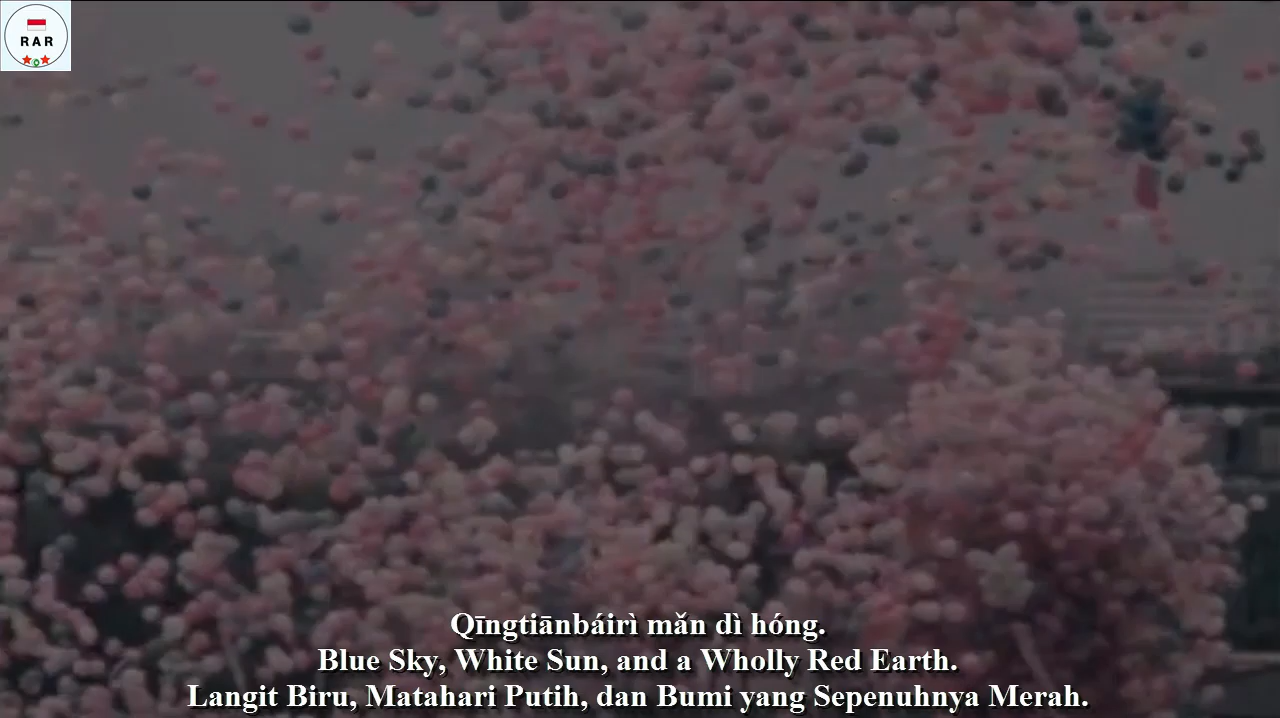 RAR
Qīngtiānbáirì mǎn dì hóng.
Blue Sky, White Sun, and a Wholly Red Earth.
Langit Biru, Matahari Putih, dan Bumi yang Sepenuhnya Merah.